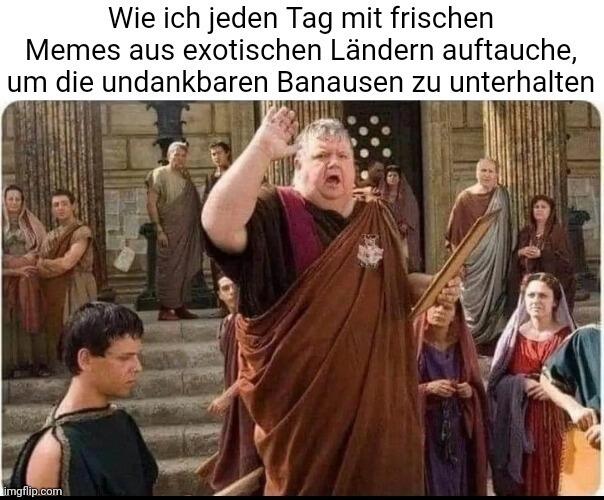 Wie ich jeden Tag mit frischen
Memes aus exotischen Ländern auftauche,
um die undankbaren Banausen zu unterhalten
imgflip.com